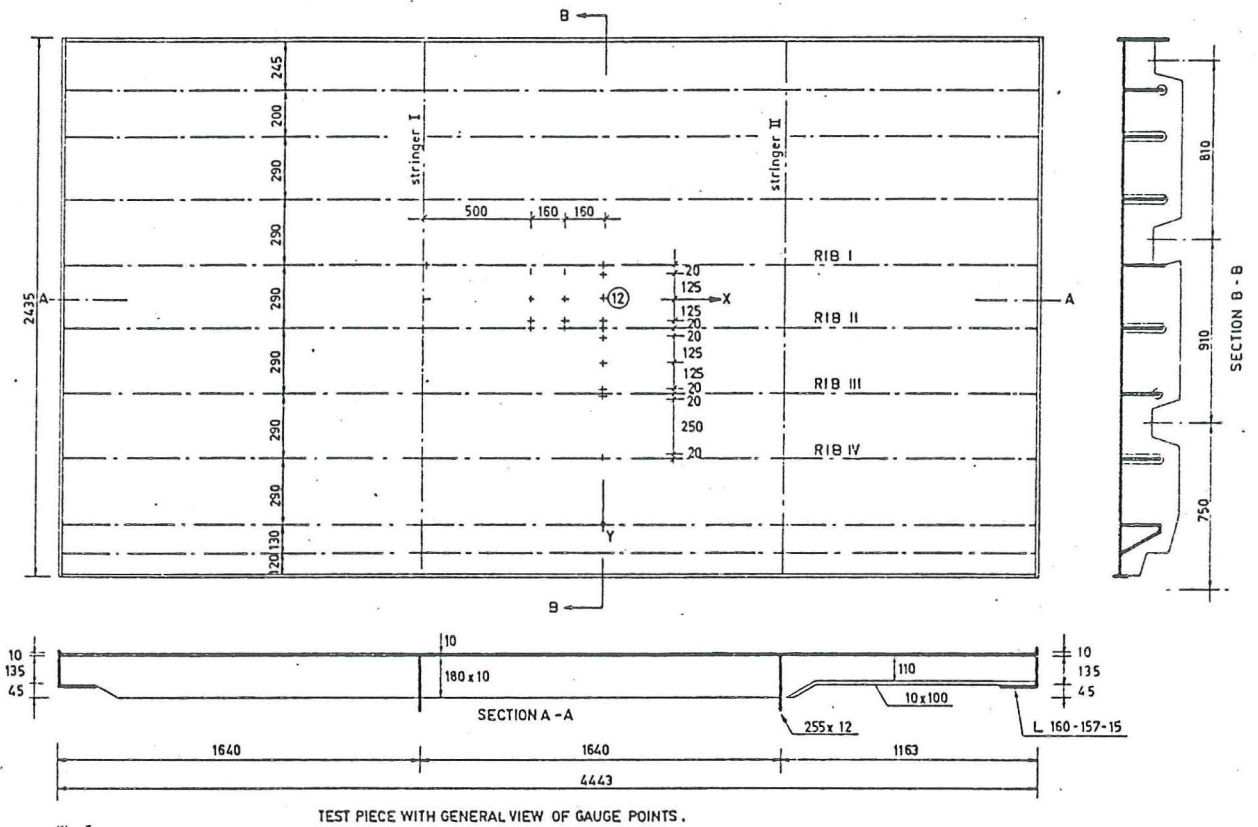 B
245
200
290
290
290
290
290
290
130
120
2435
stringer I
stringer II
500 160 160
RIB I
20
125
A
12
X
A
125
20
RIB II
20
125
125
RIB III
20
20
250
RIB IV
20
Y
B
810
910
750
SECTION B - B
10
135
45
10
180 x 10
110
10
135
45
SECTION A - A
10 x 100
255 x 12
L 160 - 157 - 15
1640
1640
1163
4443
TEST PIECE WITH GENERAL VIEW OF GAUGE POINTS.